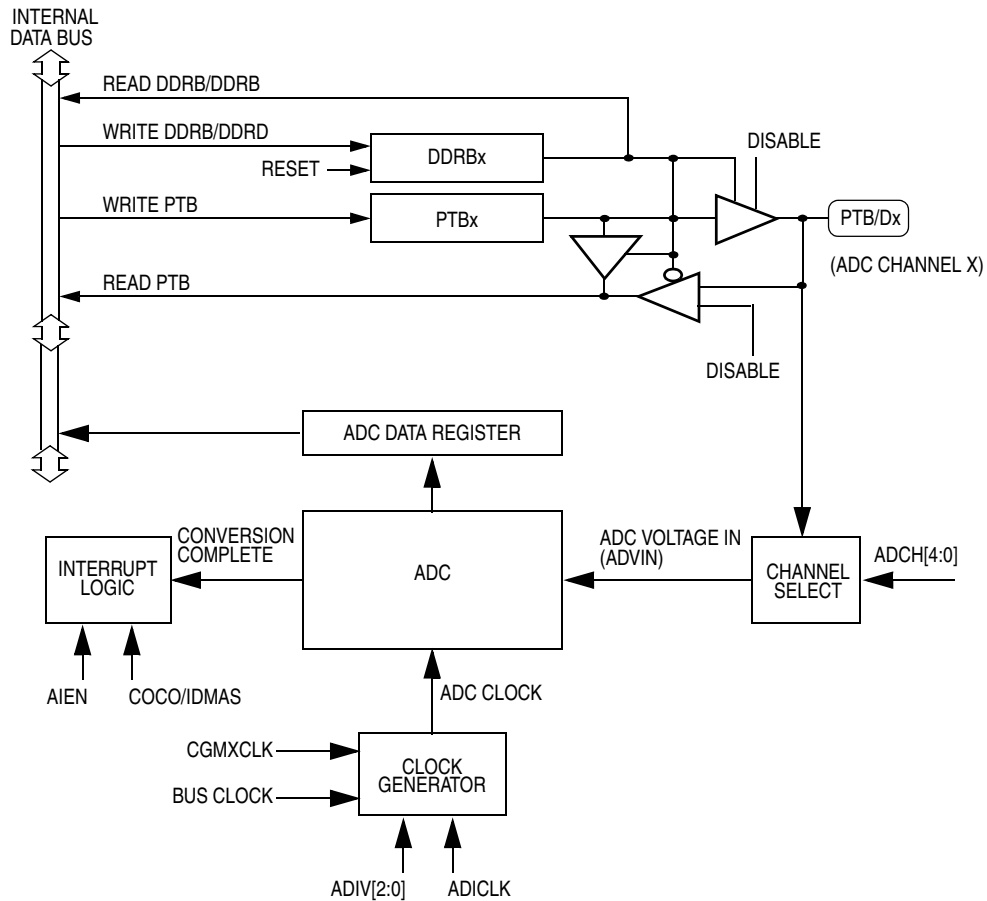 INTERNAL
DATA BUS
READ DDRB/DDRB
WRITE DDRB/DDRD
RESET
DDRBx
DISABLE
WRITE PTB
PTBx
PTB/Dx
(ADC CHANNEL X)
READ PTB
DISABLE
ADC DATA REGISTER
CONVERSION
COMPLETE
INTERRUPT
LOGIC
ADC
ADC VOLTAGE IN
(ADVIN)
CHANNEL
SELECT
ADCH[4:0]
AIEN
COCO/IDMAS
ADC CLOCK
CGMXCLK
BUS CLOCK
CLOCK
GENERATOR
ADIV[2:0]
ADICLK